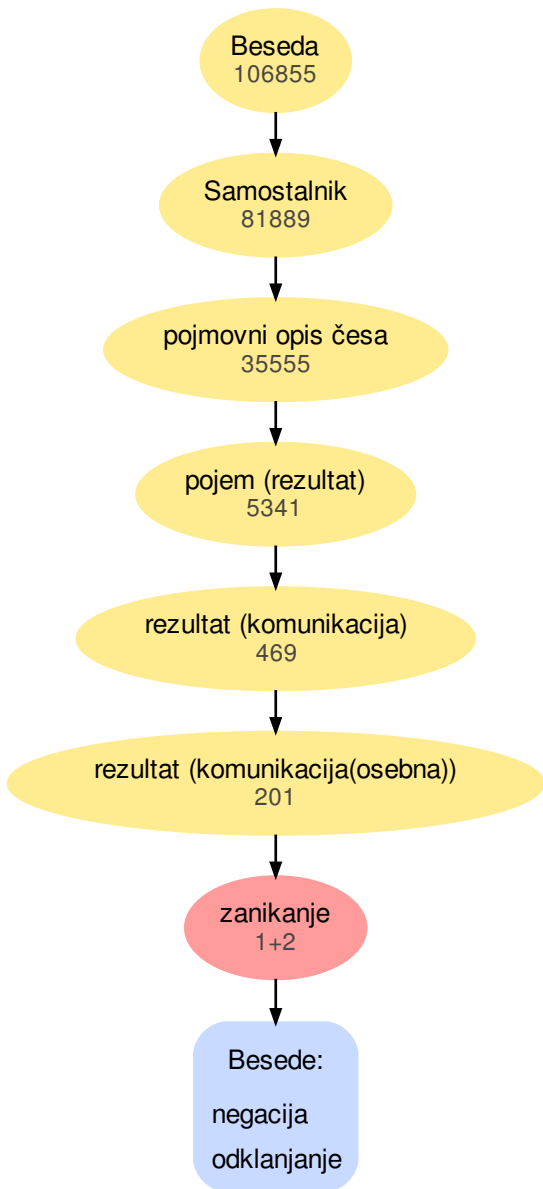 Beseda
106855
Samostalnik
81889
pojmovni opis česa
35555
pojem (rezultat)
5341
rezultat (komunikacija)
469
rezultat (komunikacija(osebna))
201
zanikanje
1+2
Besede:
negacija
odklanjanje